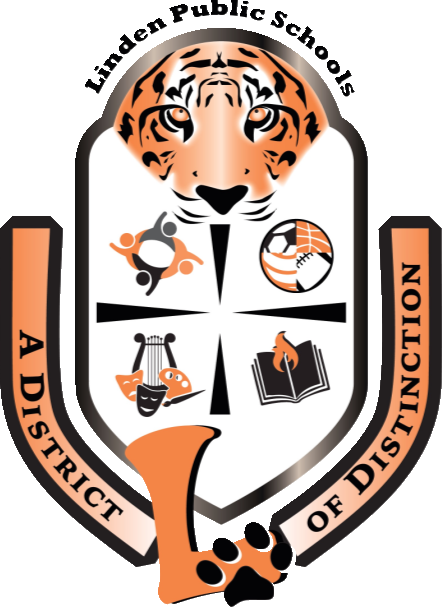 Linden Public Schools
A DISTRICT
OF DISTINCTION
L